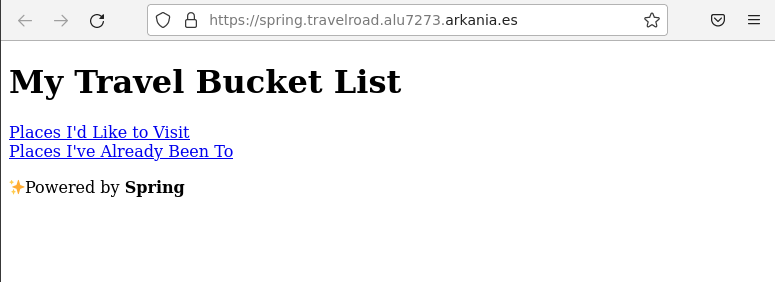 https://spring.travelroad.alu7273.arkania.es
My Travel Bucket List
Places I'd Like to Visit
Places I've Already Been To
✨Powered by Spring